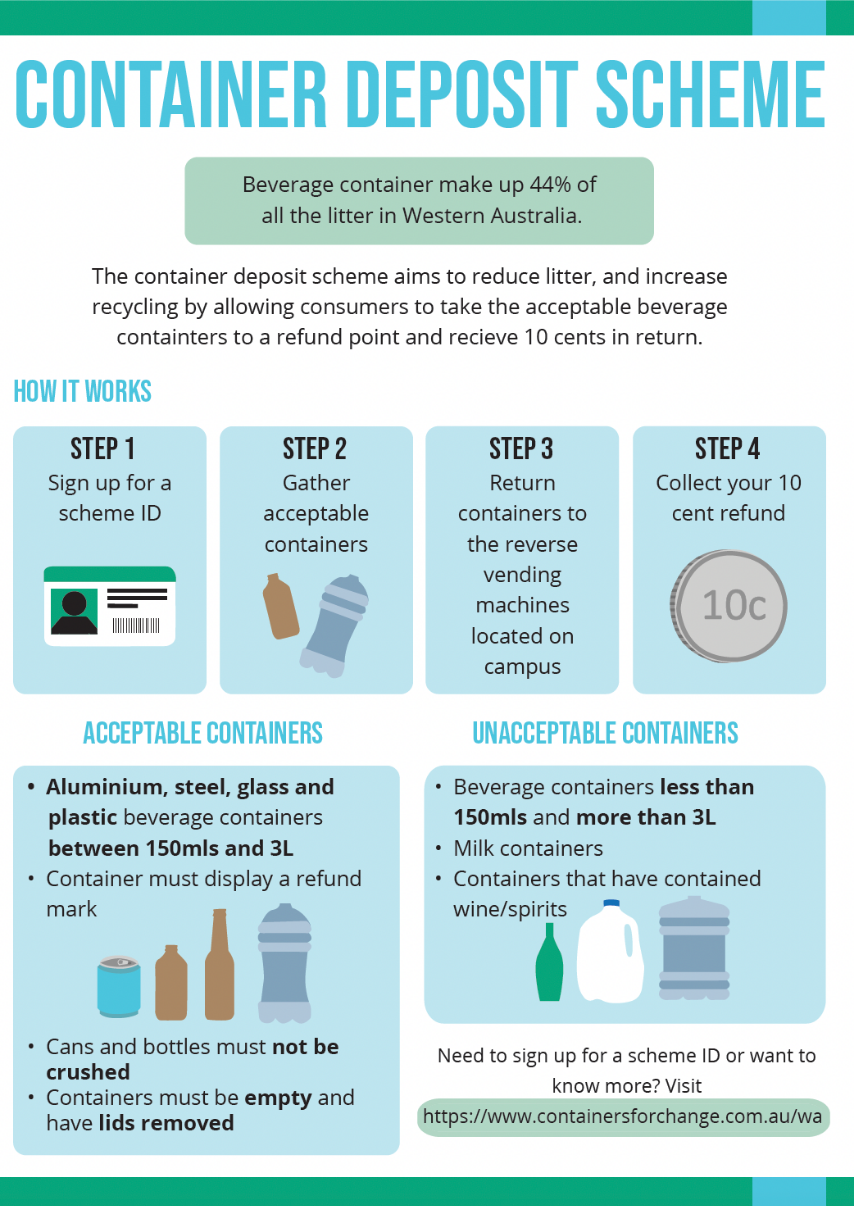 CONTAINER DEPOSIT SCHEME
Beverage container make up 44% of
all the litter in Western Australia.
The container deposit scheme aims to reduce litter, and increase
recycling by allowing consumers to take the acceptable beverage
containters to a refund point and recieve 10 cents in return.
HOW IT WORKS
STEP 1
Sign up for a
scheme ID
STEP 2
Gather
acceptable
containers
STEP 3
Return
containers to
the reverse
vending
machines
located on
campus
STEP 4
Collect your 10
cent refund
10c
ACCEPTABLE CONTAINERS
• Aluminium, steel, glass and
plastic beverage containers
between 150mls and 3L
• Container must display a refund
mark
• Cans and bottles must not be
crushed
• Containers must be empty and
have lids removed
UNACCEPTABLE CONTAINERS
• Beverage containers less than
150mls and more than 3L
• Milk containers
• Containers that have contained
wine/spirits
Need to sign up for a scheme ID or want to
know more? Visit
https://www.containersforchange.com.au/wa